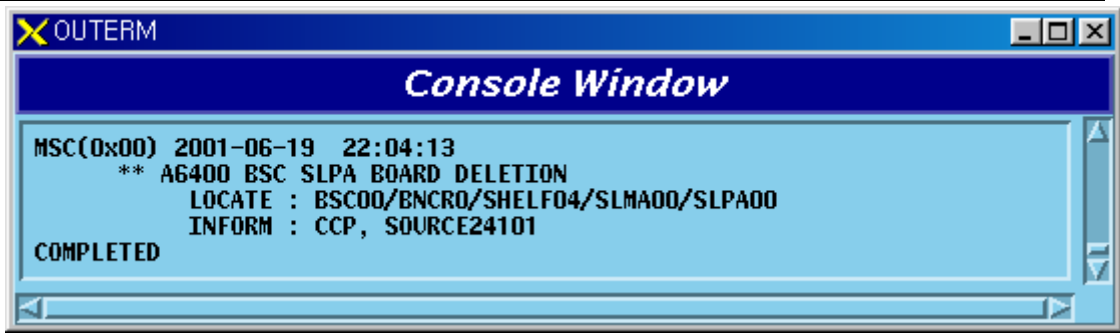 OUTERM
Console Window
MSC(0x00) 2001-06-19 22:04:13
** A6400 BSC SLPA BOARD DELETION
LOCATE : BSC00/BNCR0/SHELF04/SLMA00/SLPA00
INFORM : CCP, SOURCE24101
COMPLETED